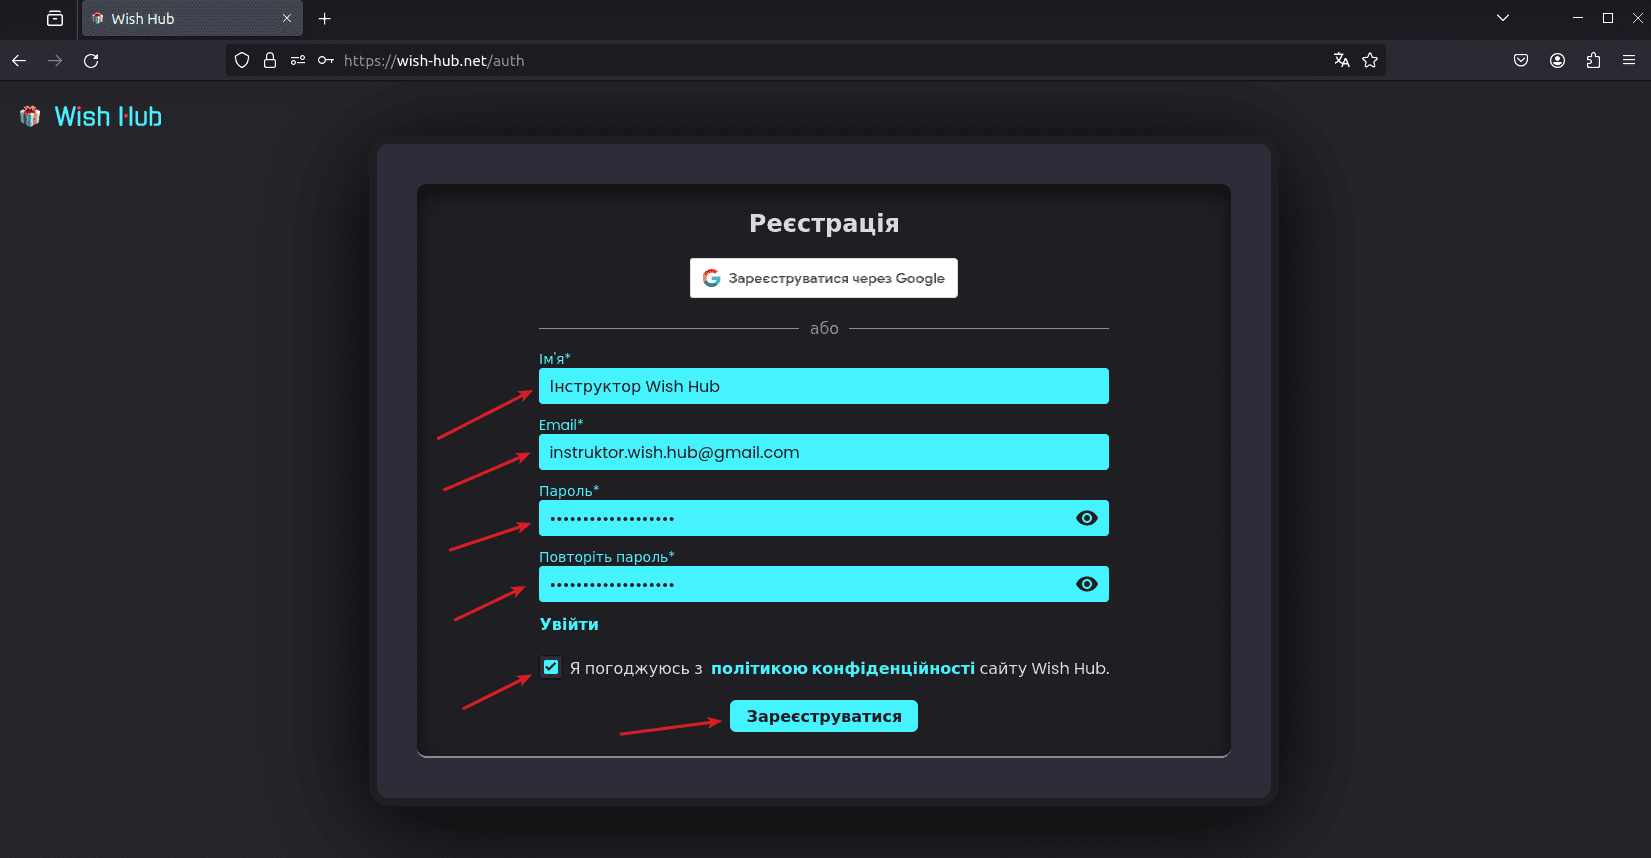 Wish Hub
https://wish-hub.net/auth
Wish Hub
Реєстрація
Зареєструватися через Google
або
Ім'я*
Інструктор Wish Hub
Email*
instruktor.wish.hub@gmail.com
Пароль*
•••••••••••••••••••
Повторіть пароль*
•••••••••••••••••••
Увійти
Я погоджуюсь з політикою конфіденційності сайту Wish Hub.
Зареєструватися